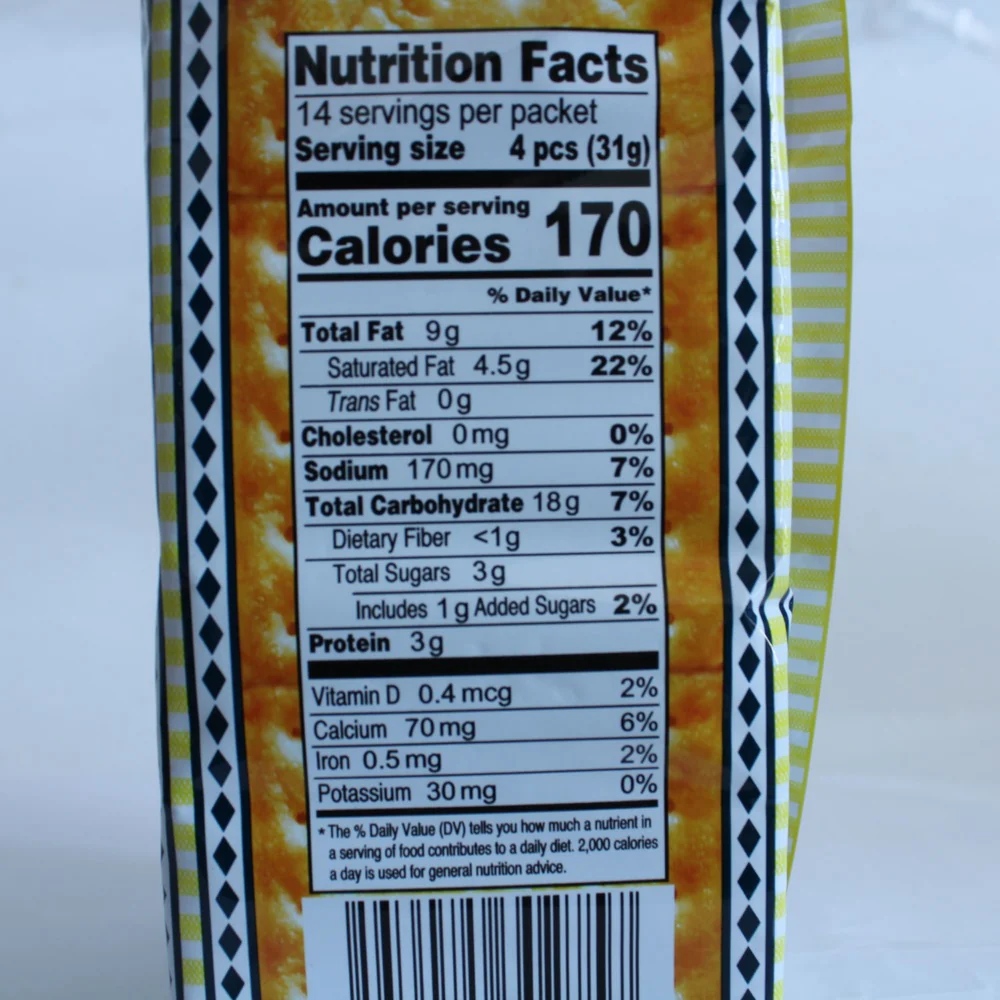 Nutrition Facts
14 servings per packet
Serving size 4 pcs (31g)
Amount per serving
Calories 170
% Daily Value*
Total Fat 9g 12%
Saturated Fat 4.5g 22%
Trans Fat 0g
Cholesterol 0mg 0%
Sodium 170mg 7%
Total Carbohydrate 18g 7%
Dietary Fiber <1g 3%
Total Sugars 3g
Includes 1g Added Sugars 2%
Protein 3g
Vitamin D 0.4mcg 2%
Calcium 70mg 6%
Iron 0.5mg 2%
Potassium 30mg 0%
* The % Daily Value (DV) tells you how much a nutrient in
a serving of food contributes to a daily diet. 2,000 calories
a day is used for general nutrition advice.